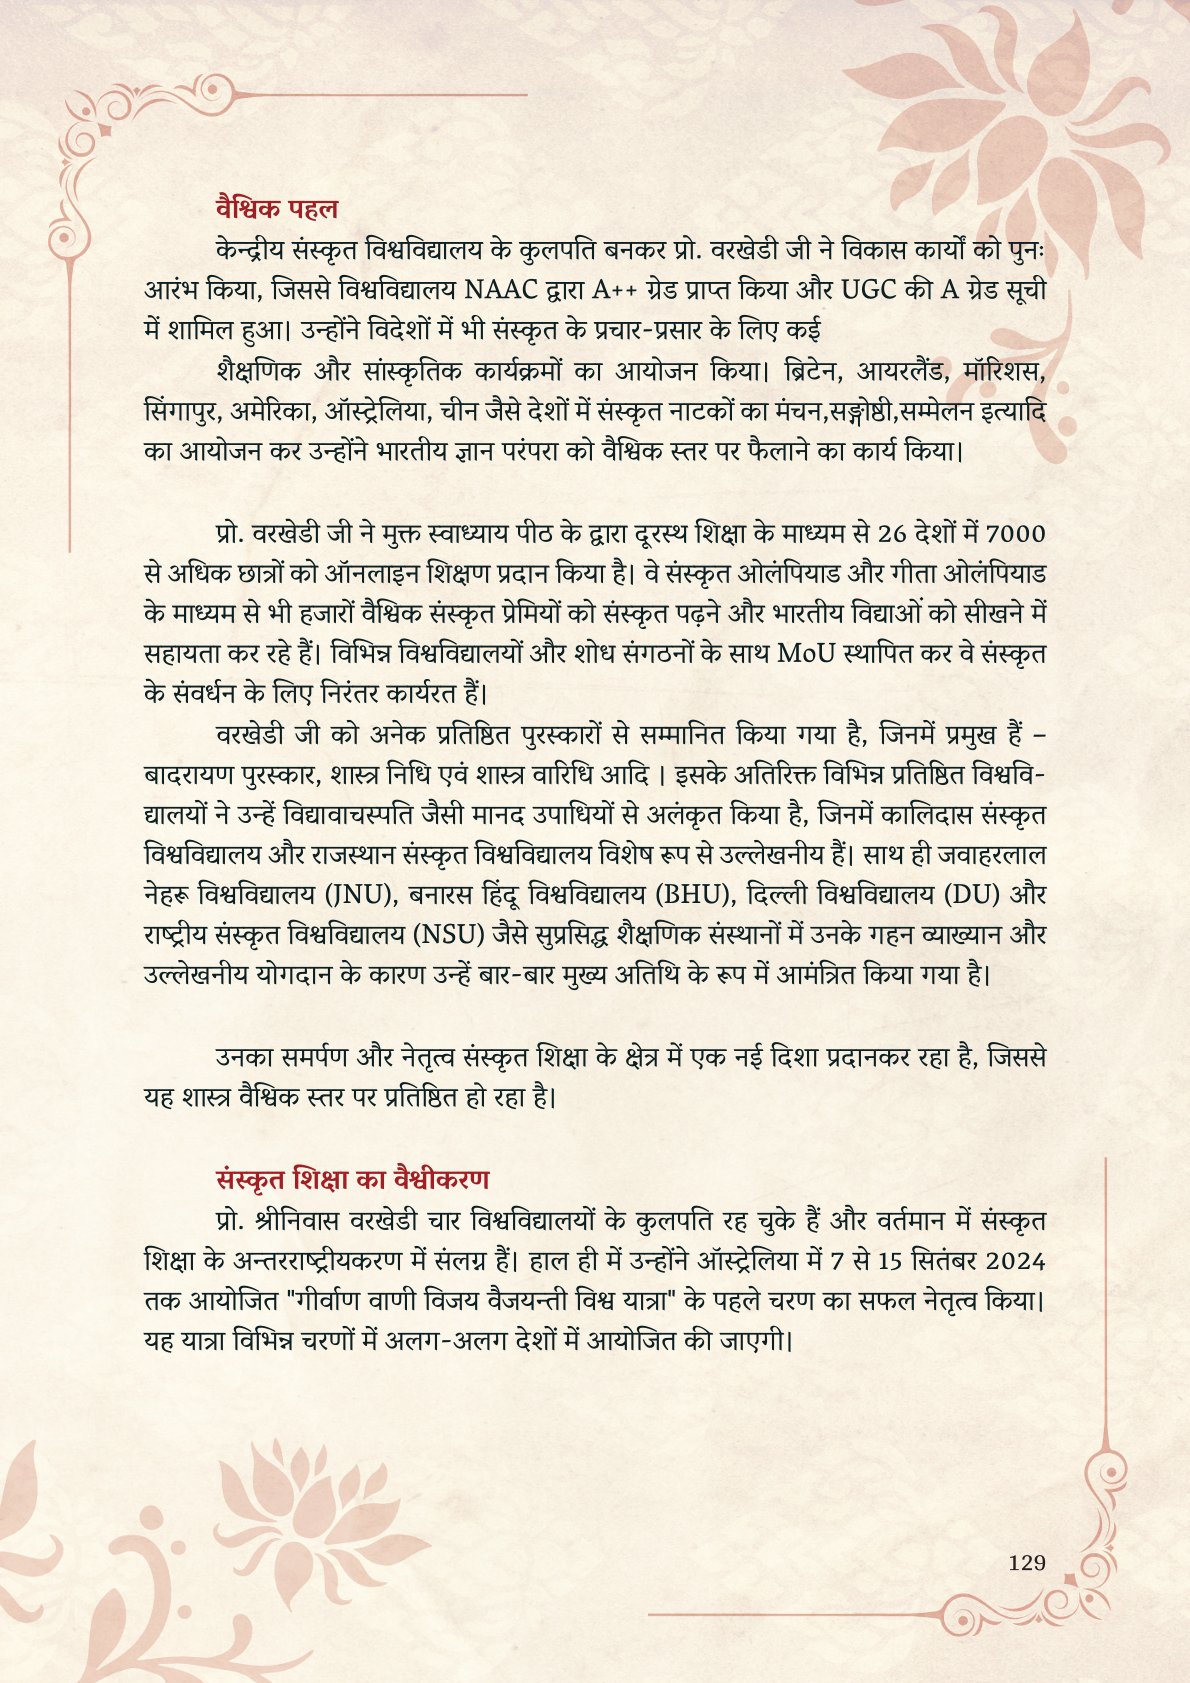 वैश्विक पहल
केन्द्रीय संस्कृत विश्वविद्यालय के कुलपति बनकर प्रो. वरखेडी जी ने विकास कार्यों को पुनः
आरंभ किया, जिससे विश्वविद्यालय NAAC द्वारा A++ ग्रेड प्राप्त किया और UGC की A ग्रेड सूची
में शामिल हुआ। उन्होंने विदेशों में भी संस्कृत के प्रचार-प्रसार के लिए कई
शैक्षणिक और सांस्कृतिक कार्यक्रमों का आयोजन किया। ब्रिटेन, आयरलैंड, मॉरिशस,
सिंगापुर, अमेरिका, ऑस्ट्रेलिया, चीन जैसे देशों में संस्कृत नाटकों का मंचन,सङ्गोष्ठी,सम्मेलन इत्यादि
का आयोजन कर उन्होंने भारतीय ज्ञान परंपरा को वैश्विक स्तर पर फैलाने का कार्य किया।
प्रो. वरखेडी जी ने मुक्त स्वाध्याय पीठ के द्वारा दूरस्थ शिक्षा के माध्यम से 26 देशों में 7000
से अधिक छात्रों को ऑनलाइन शिक्षण प्रदान किया है। वे संस्कृत ओलंपियाड और गीता ओलंपियाड
के माध्यम से भी हजारों वैश्विक संस्कृत प्रेमियों को संस्कृत पढ़ने और भारतीय विद्याओं को सीखने में
सहायता कर रहे हैं। विभिन्न विश्वविद्यालयों और शोध संगठनों के साथ MoU स्थापित कर वे संस्कृत
के संवर्धन के लिए निरंतर कार्यरत हैं।
वरखेडी जी को अनेक प्रतिष्ठित पुरस्कारों से सम्मानित किया गया है, जिनमें प्रमुख हैं –
बादरायण पुरस्कार, शास्त्र निधि एवं शास्त्र वारिधि आदि । इसके अतिरिक्त विभिन्न प्रतिष्ठित विश्ववि-
द्यालयों ने उन्हें विद्यावाचस्पति जैसी मानद उपाधियों से अलंकृत किया है, जिनमें कालिदास संस्कृत
विश्वविद्यालय और राजस्थान संस्कृत विश्वविद्यालय विशेष रूप से उल्लेखनीय हैं। साथ ही जवाहरलाल
नेहरू विश्वविद्यालय (JNU), बनारस हिंदू विश्वविद्यालय (BHU), दिल्ली विश्वविद्यालय (DU) और
राष्ट्रीय संस्कृत विश्वविद्यालय (NSU) जैसे सुप्रसिद्ध शैक्षणिक संस्थानों में उनके गहन व्याख्यान और
उल्लेखनीय योगदान के कारण उन्हें बार-बार मुख्य अतिथि के रूप में आमंत्रित किया गया है।
उनका समर्पण और नेतृत्व संस्कृत शिक्षा के क्षेत्र में एक नई दिशा प्रदानकर रहा है, जिससे
यह शास्त्र वैश्विक स्तर पर प्रतिष्ठित हो रहा है।
संस्कृत शिक्षा का वैश्वीकरण
प्रो. श्रीनिवास वरखेडी चार विश्वविद्यालयों के कुलपति रह चुके हैं और वर्तमान में संस्कृत
शिक्षा के अन्तरराष्ट्रीयकरण में संलग्न हैं। हाल ही में उन्होंने ऑस्ट्रेलिया में 7 से 15 सितंबर 2024
तक आयोजित "गीर्वाण वाणी विजय वैजयन्ती विश्व यात्रा" के पहले चरण का सफल नेतृत्व किया।
यह यात्रा विभिन्न चरणों में अलग-अलग देशों में आयोजित की जाएगी।
129